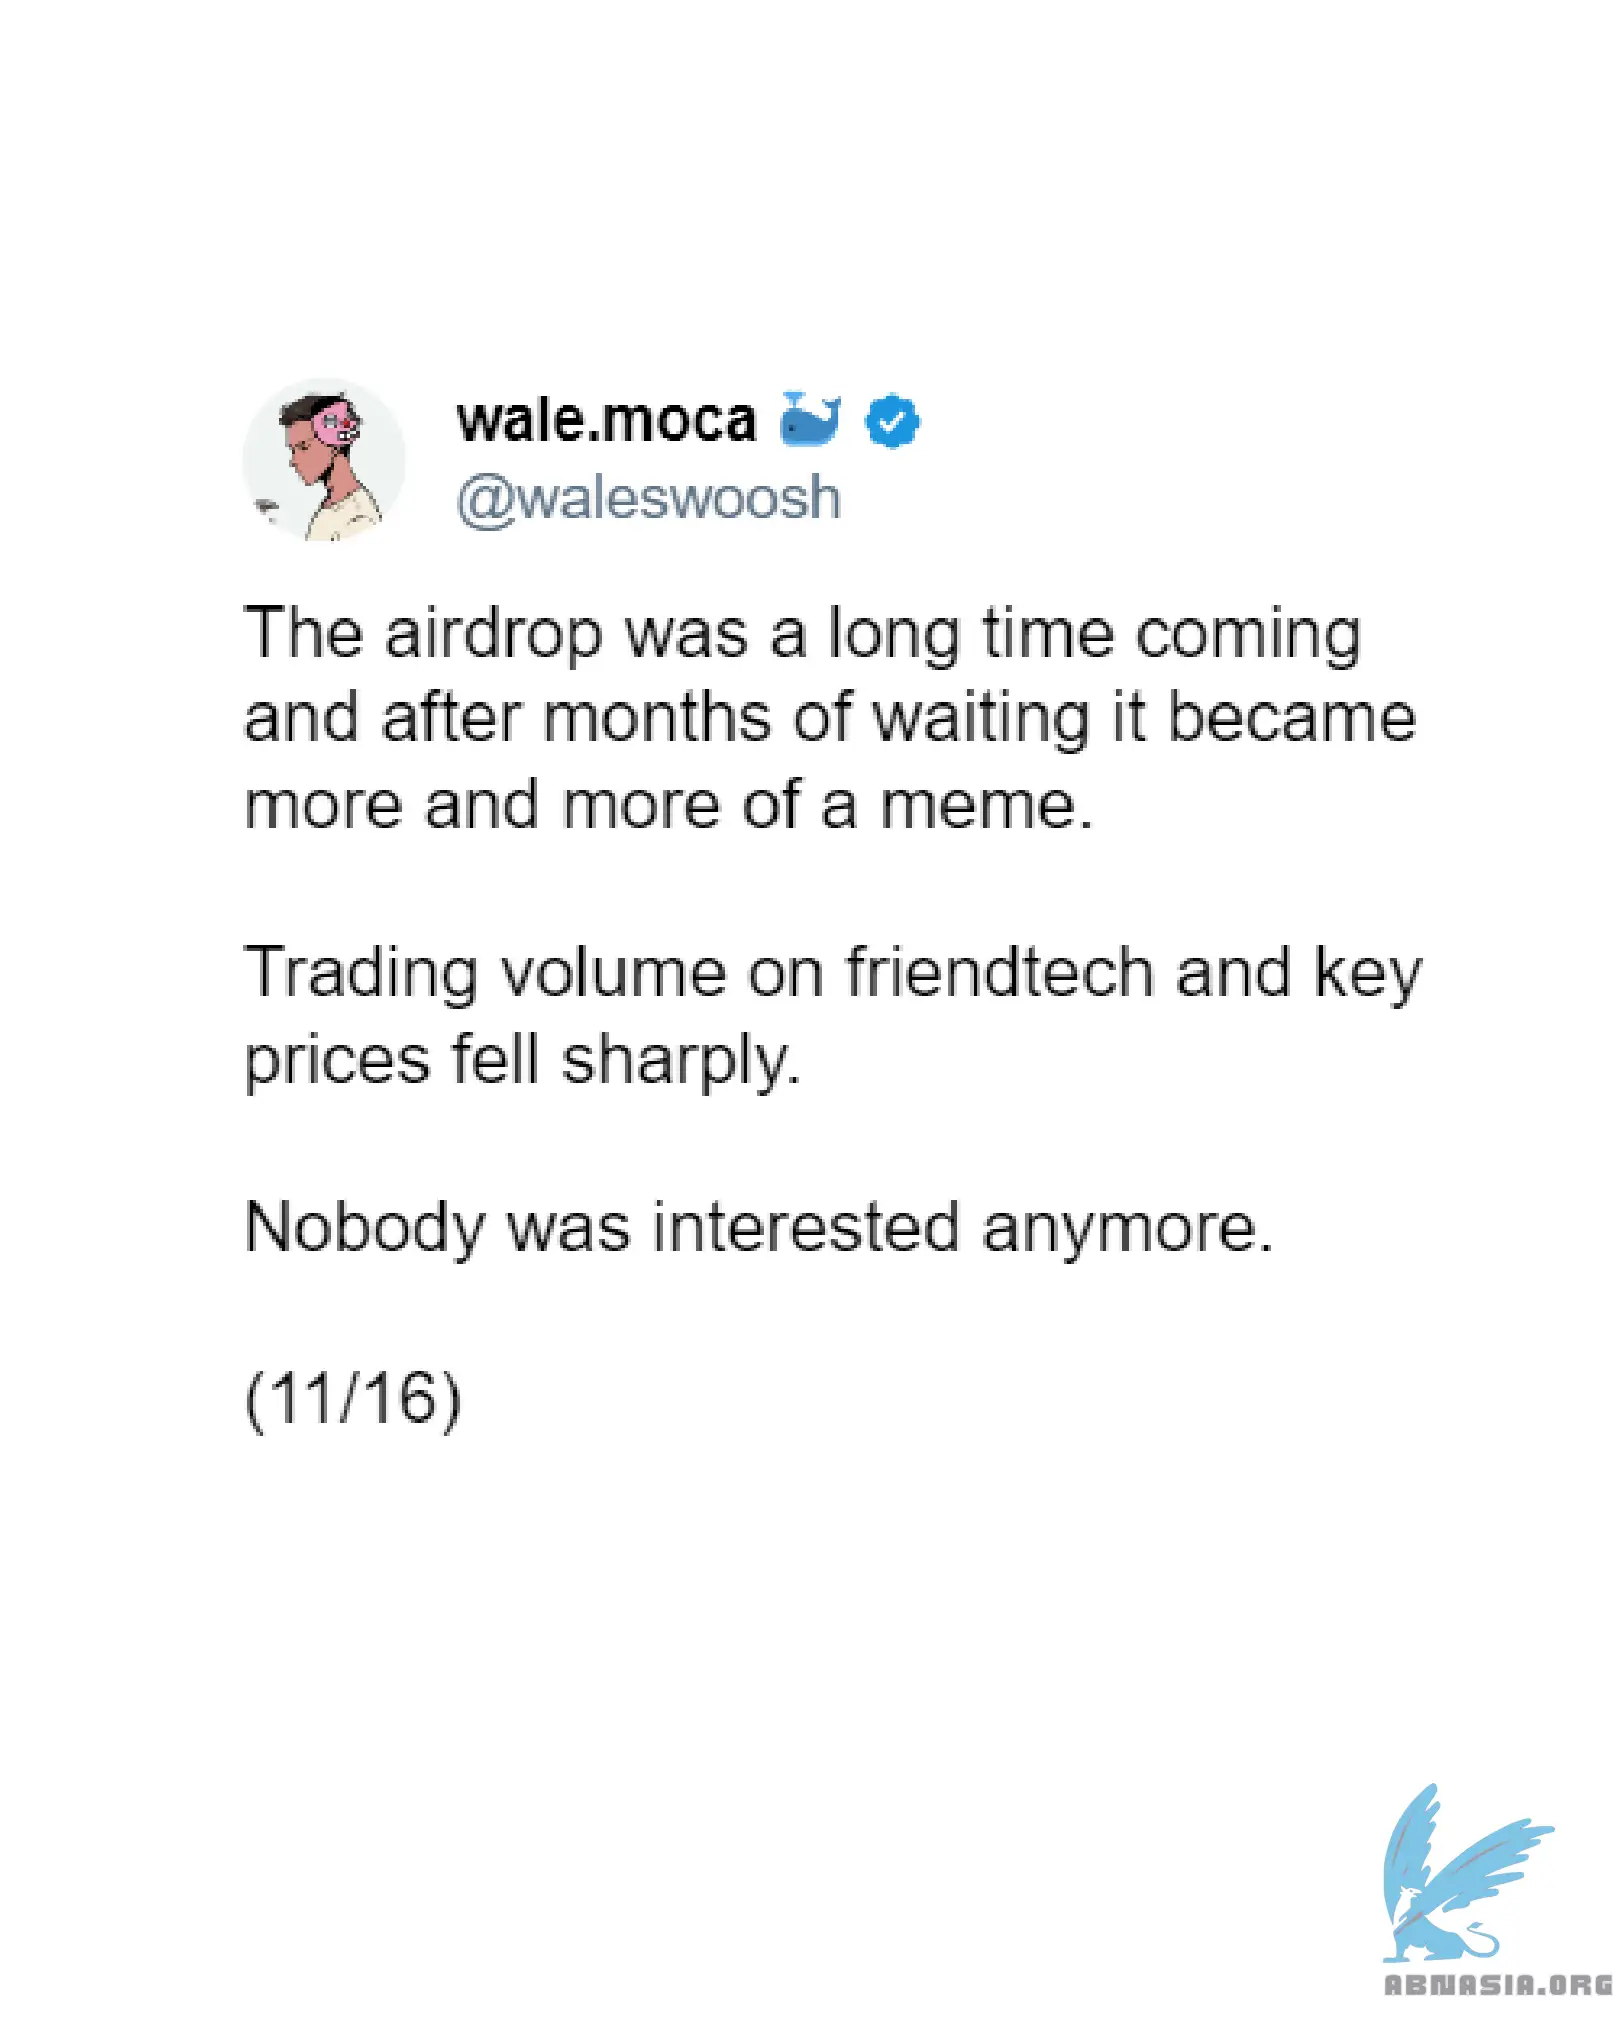 wale.moca 🐳
@waleswoosh
The airdrop was a long time coming
and after months of waiting it became
more and more of a meme.
Trading volume on friendtech and key
prices fell sharply.
Nobody was interested anymore.
(11/16)
ABNASIA.ORG